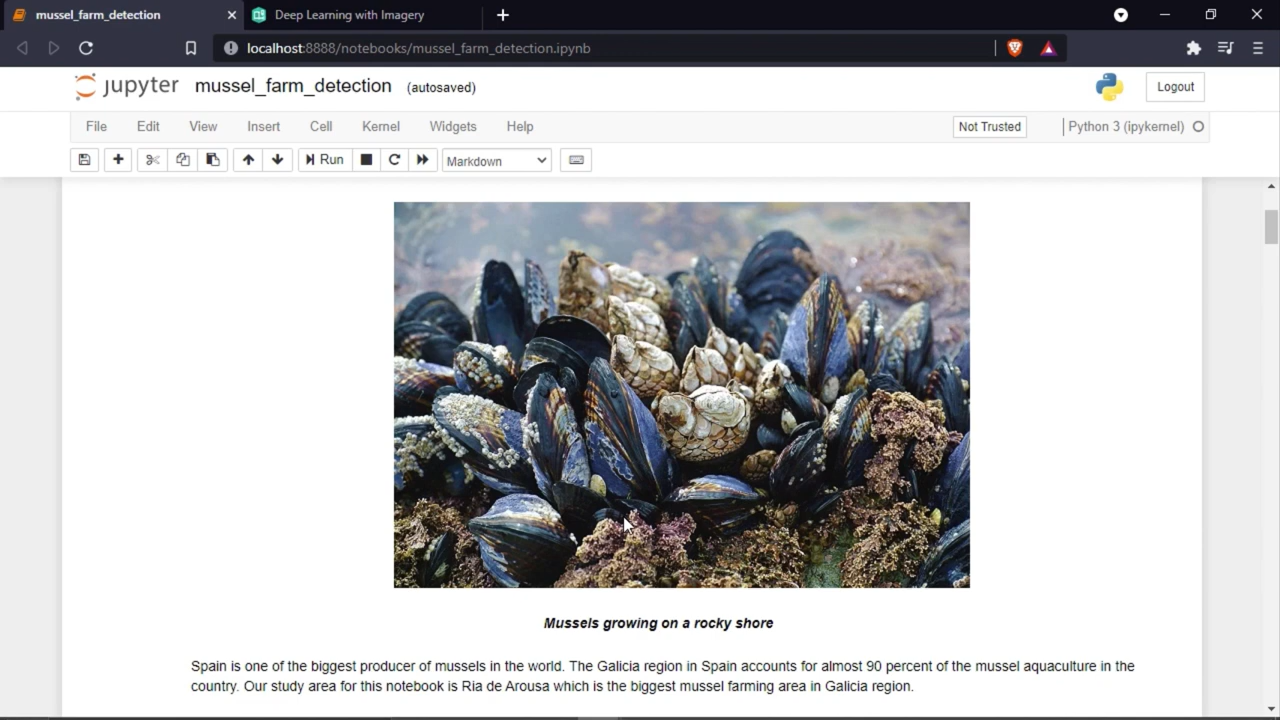 mussel_farm_detection
Deep Learning with Imagery
localhost:8888/notebooks/mussel_farm_detection.ipynb
jupyter mussel_farm_detection (autosaved)
Logout
File Edit View Insert Cell Kernel Widgets Help
Not Trusted Python 3 (ipykernel)
Run Markdown
Mussels growing on a rocky shore
Spain is one of the biggest producer of mussels in the world. The Galicia region in Spain accounts for almost 90 percent of the mussel aquaculture in the
country. Our study area for this notebook is Ria de Arousa which is the biggest mussel farming area in Galicia region.